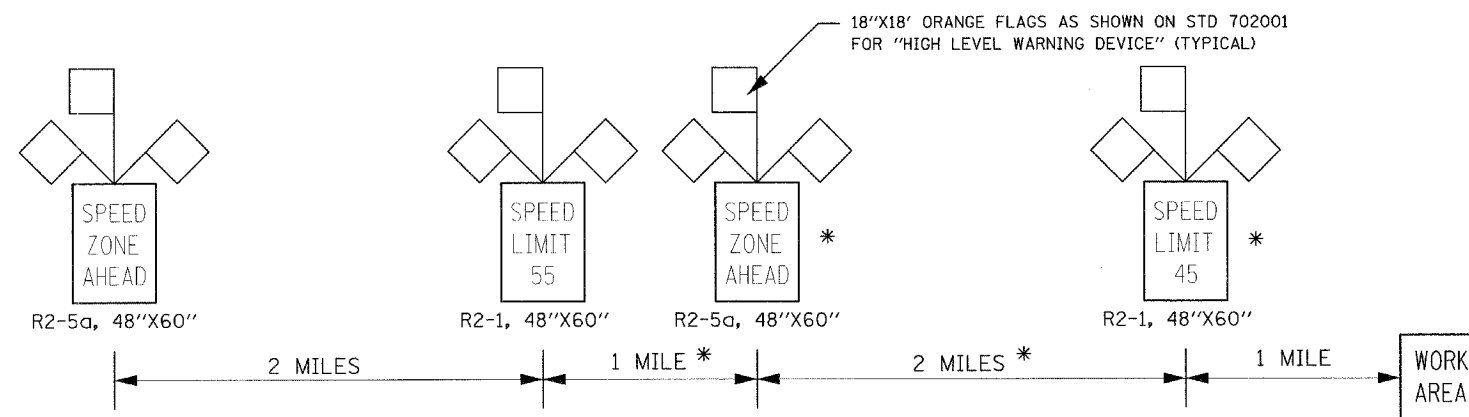 18"X18' ORANGE FLAGS AS SHOWN ON STD 702001
FOR "HIGH LEVEL WARNING DEVICE" (TYPICAL)
SPEED
ZONE
AHEAD
R2-5a, 48"X60"
SPEED
LIMIT
55
R2-1, 48"X60"
SPEED
ZONE
AHEAD
*
R2-5a, 48"X60"
SPEED
LIMIT
45
*
R2-1, 48"X60"
2 MILES
1 MILE *
2 MILES *
1 MILE
WORK
AREA